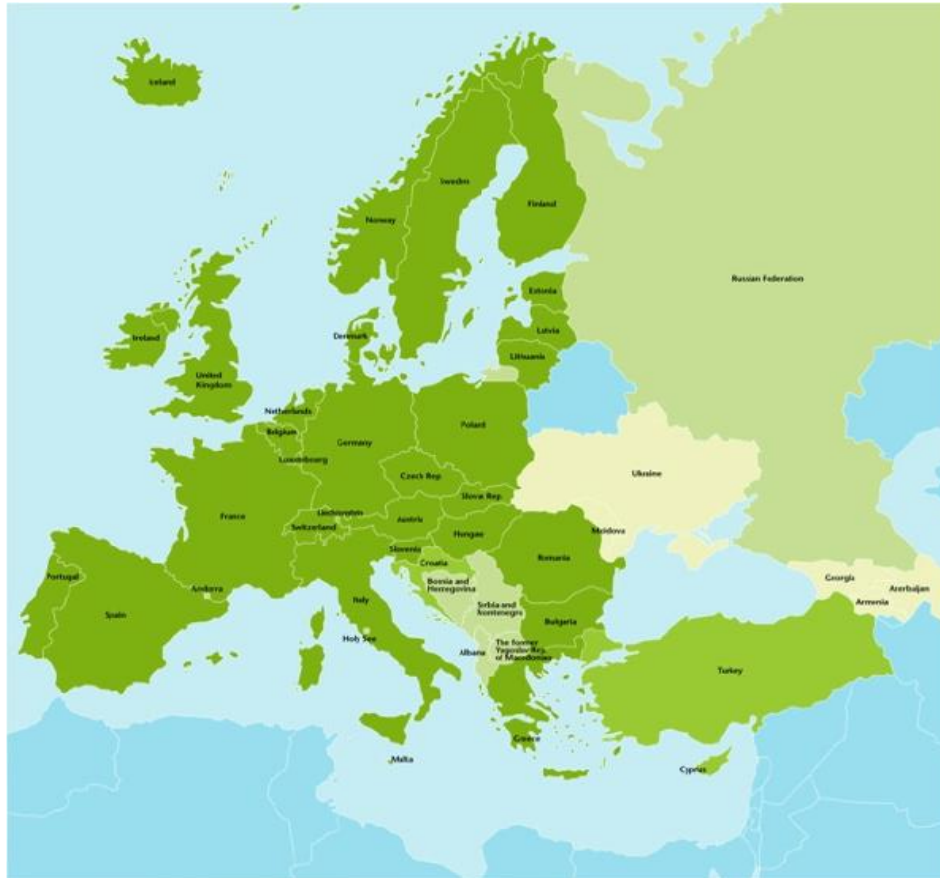 Iceland
Sweden
Finland
Norway
Russian Federation
Estonia
Latvia
Denmark
Ireland
Lithuania
United
Kingdom
Netherlands
Poland
Belgium
Germany
Luxembourg
Ukraine
Czech Rep.
Slovak Rep.
Liechtenstein
France
Austria
Switzerland
Moldova
Hungary
Slovenia
Romania
Croatia
Portugal
Georgia
Bosnia and
Herzegovina
Andorra
Azerbaijan
Italy
Armenia
Serbia and
Montenegro
Spain
Bulgaria
Holy See
The former
Yugoslav Rep.
of Macedonia
Albania
Turkey
Greece
Malta
Cyprus